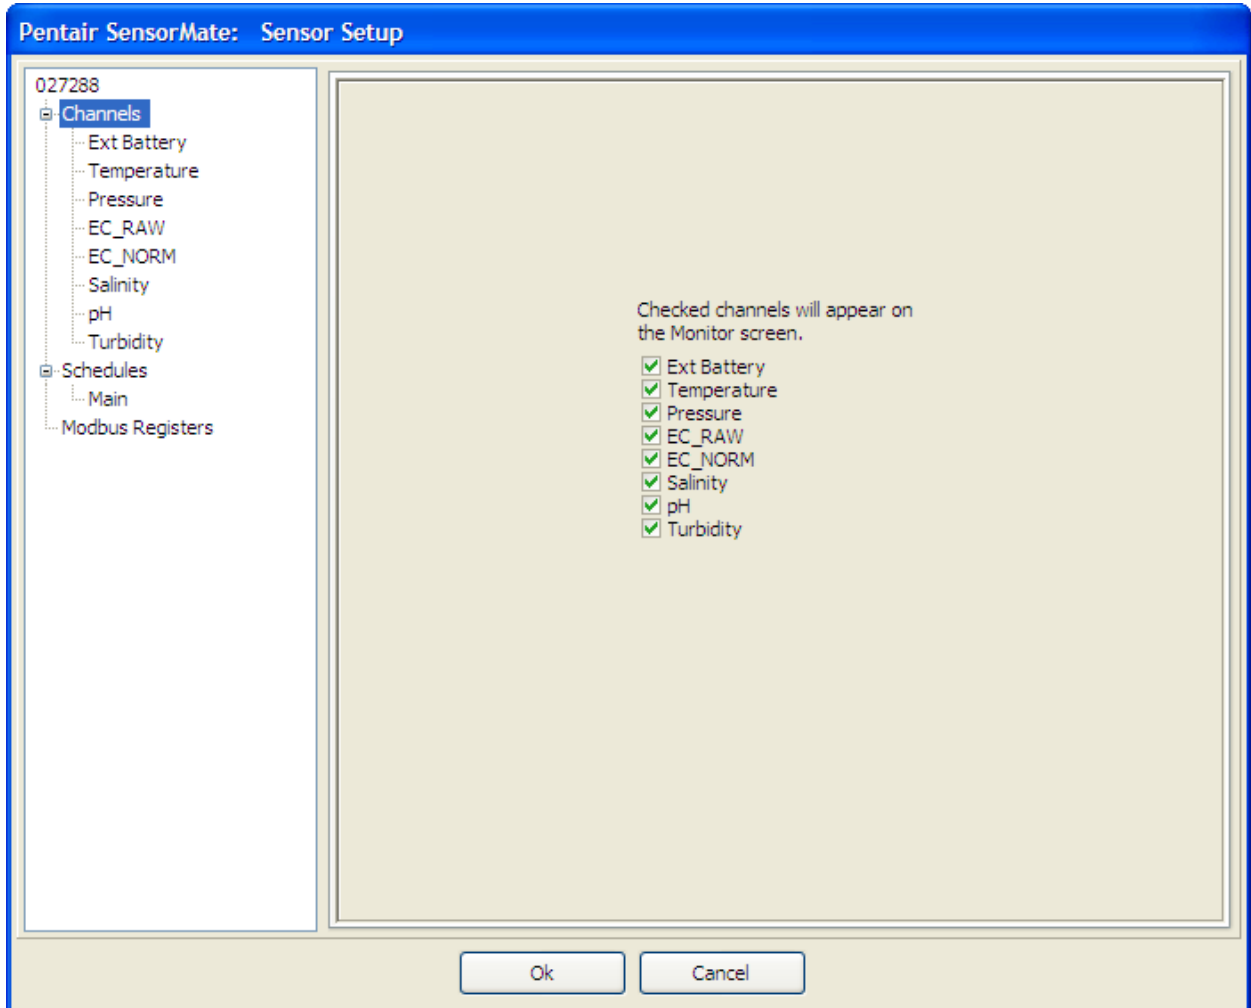 Pentair SensorMate: Sensor Setup
027288
Channels
Ext Battery
Temperature
Pressure
EC_RAW
EC_NORM
Salinity
pH
Turbidity
Schedules
Main
Modbus Registers
Checked channels will appear on
the Monitor screen.
Ext Battery
Temperature
Pressure
EC_RAW
EC_NORM
Salinity
pH
Turbidity
Ok
Cancel